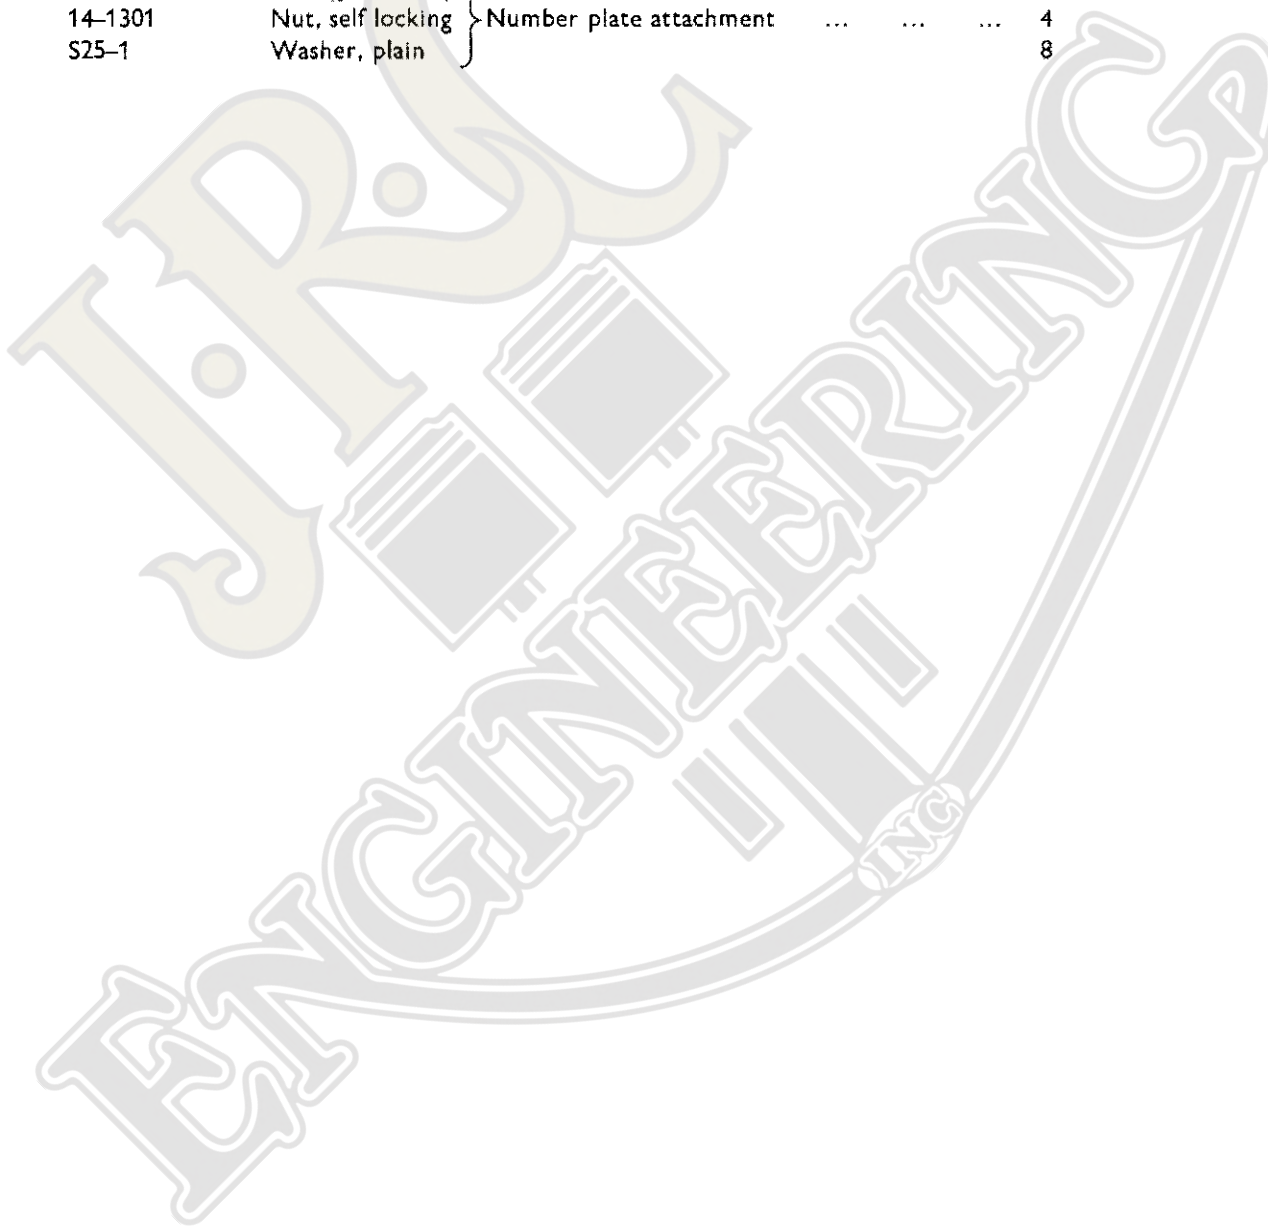 14–1301 Nut, self locking Number plate attachment ... ... ... 4
S25–1 Washer, plain 8
J.R.C.
ENGINEERING
INC